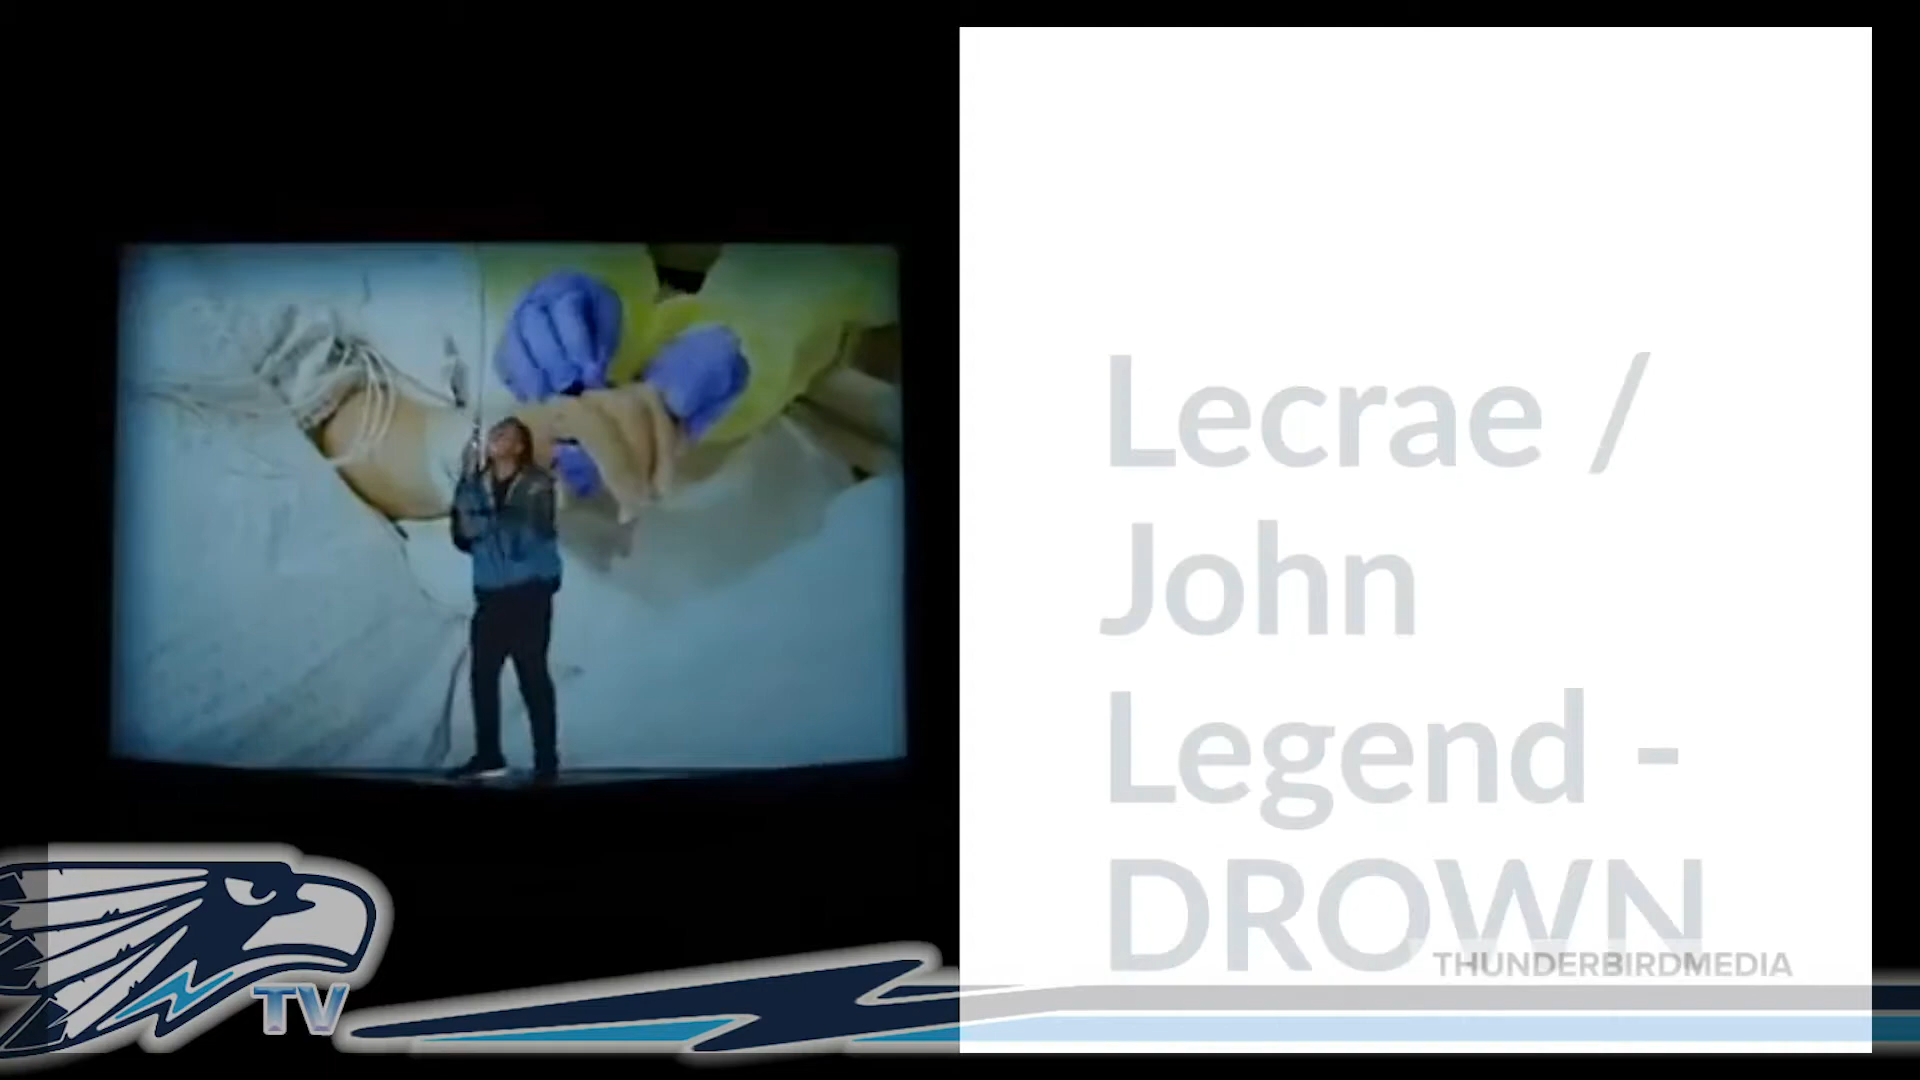 Lecrae /
John
Legend -
DROWN
THUNDERBIRDMEDIA
TV